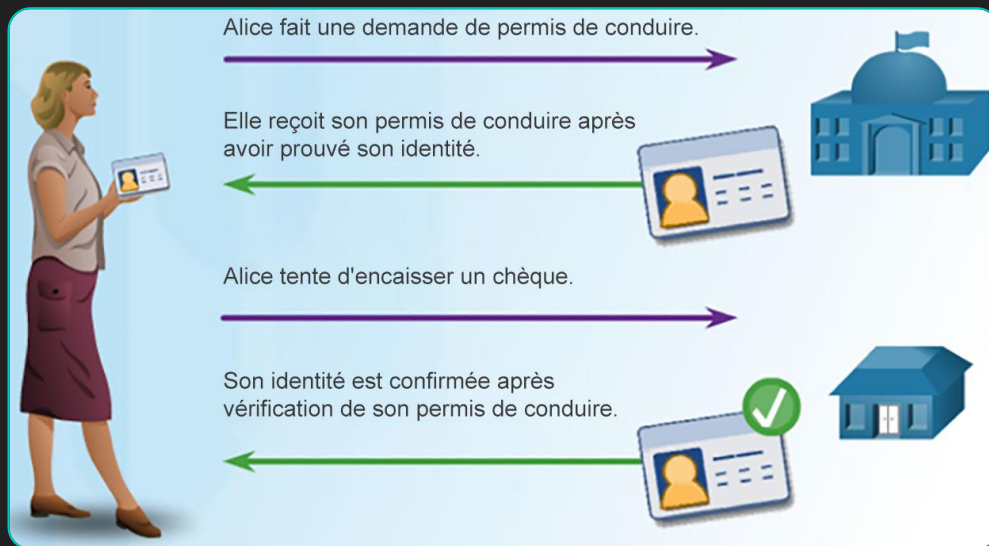 Alice fait une demande de permis de conduire.
Elle reçoit son permis de conduire après
avoir prouvé son identité.
Alice tente d'encaisser un chèque.
Son identité est confirmée après
vérification de son permis de conduire.